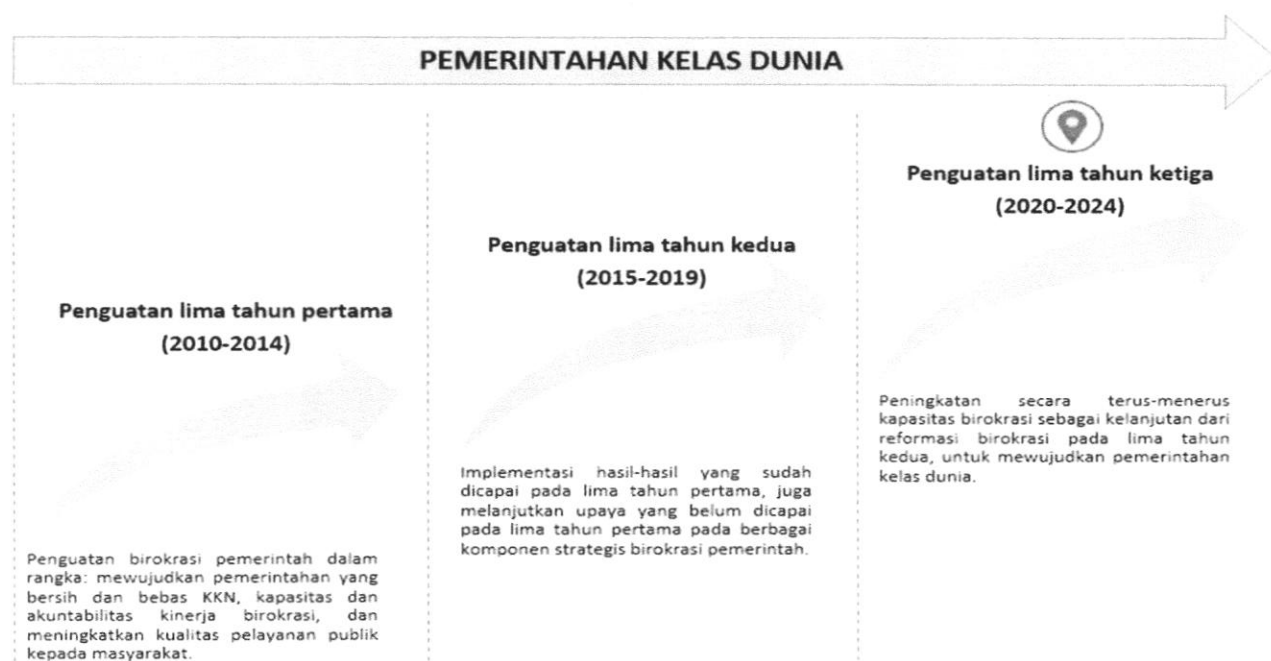 PEMERINTAHAN KELAS DUNIA
Penguatan lima tahun pertama
(2010-2014)
Penguatan birokrasi pemerintah dalam
rangka: mewujudkan pemerintahan yang
bersih dan bebas KKN, kapasitas dan
akuntabilitas kinerja birokrasi, dan
meningkatkan kualitas pelayanan publik
kepada masyarakat.
Penguatan lima tahun kedua
(2015-2019)
Implementasi hasil-hasil yang sudah
dicapai pada lima tahun pertama, juga
melanjutkan upaya yang belum dicapai
pada lima tahun pertama pada berbagai
komponen strategis birokrasi pemerintah.
Penguatan lima tahun ketiga
(2020-2024)
Peningkatan secara terus-menerus
kapasitas birokrasi sebagai kelanjutan dari
reformasi birokrasi pada lima tahun
kedua, untuk mewujudkan pemerintahan
kelas dunia.